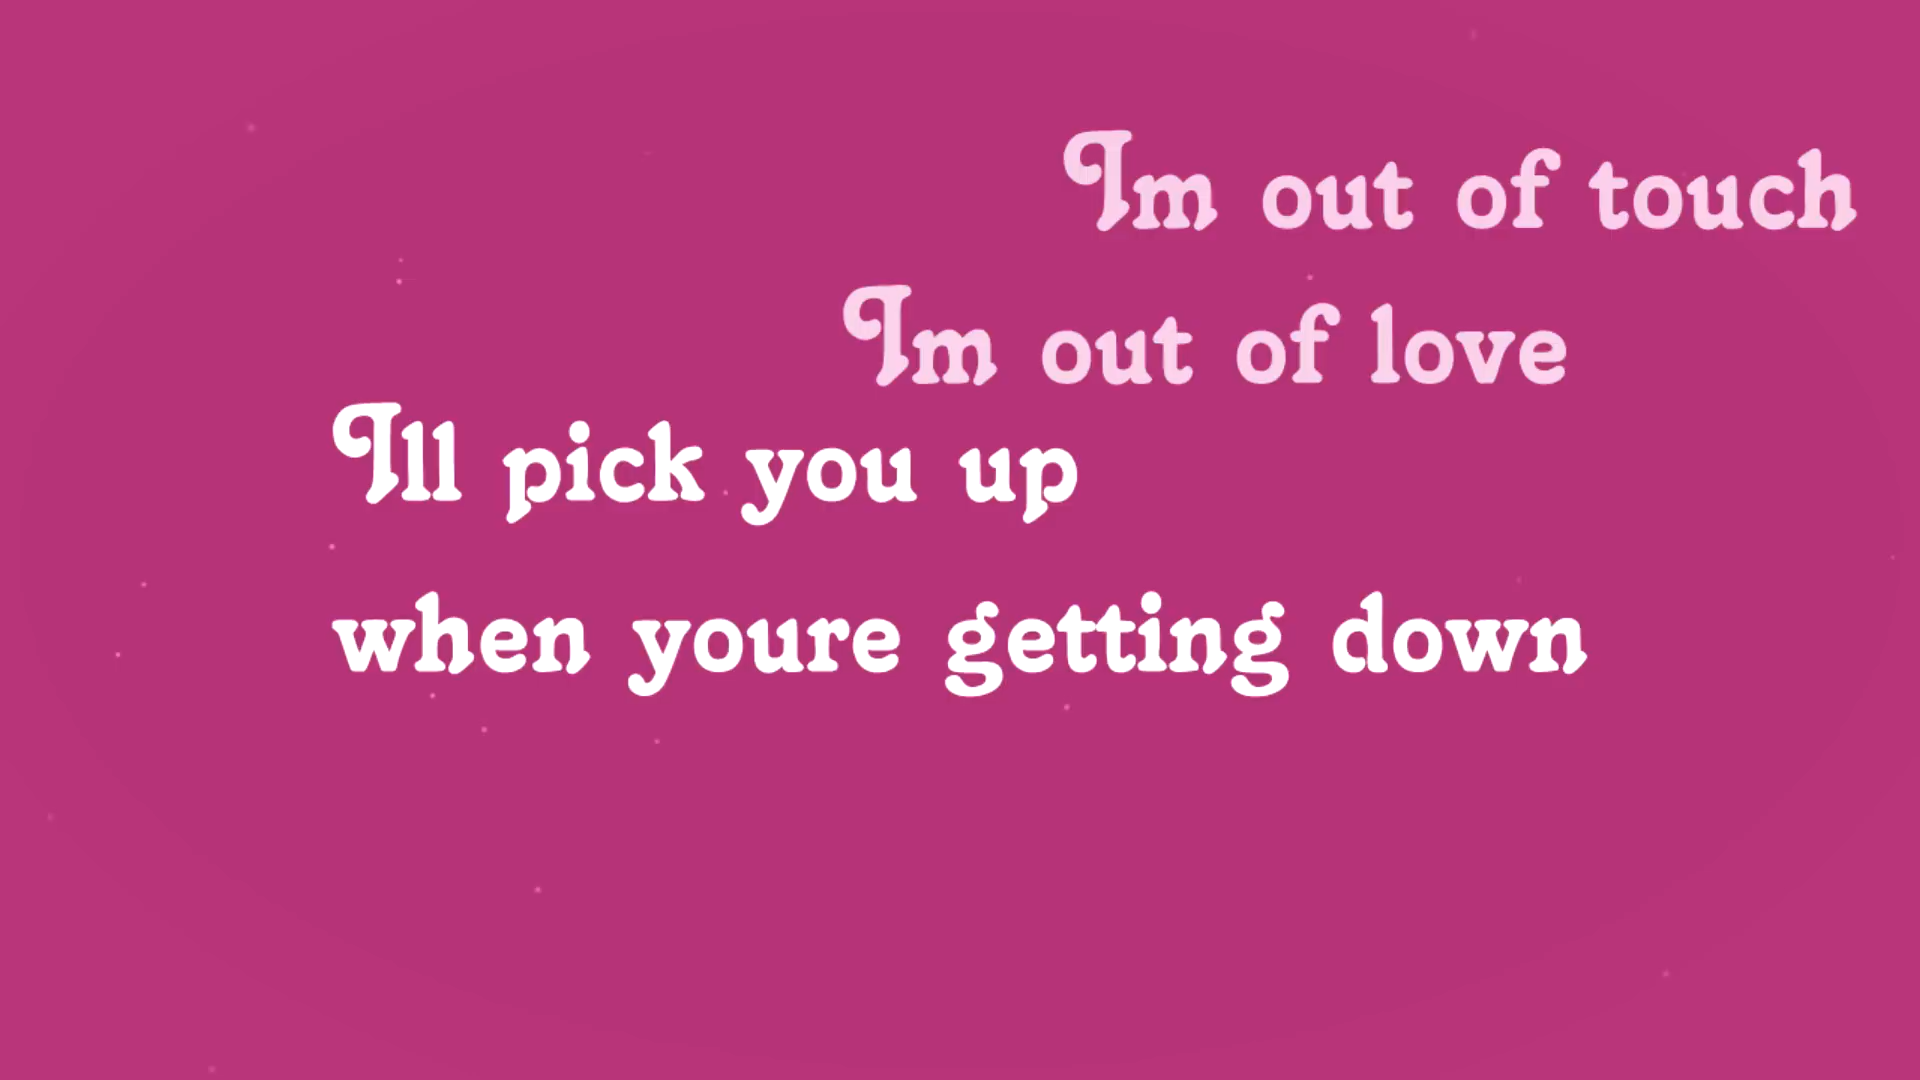 Im out of touch
Im out of love
Ill pick you up
when youre getting down